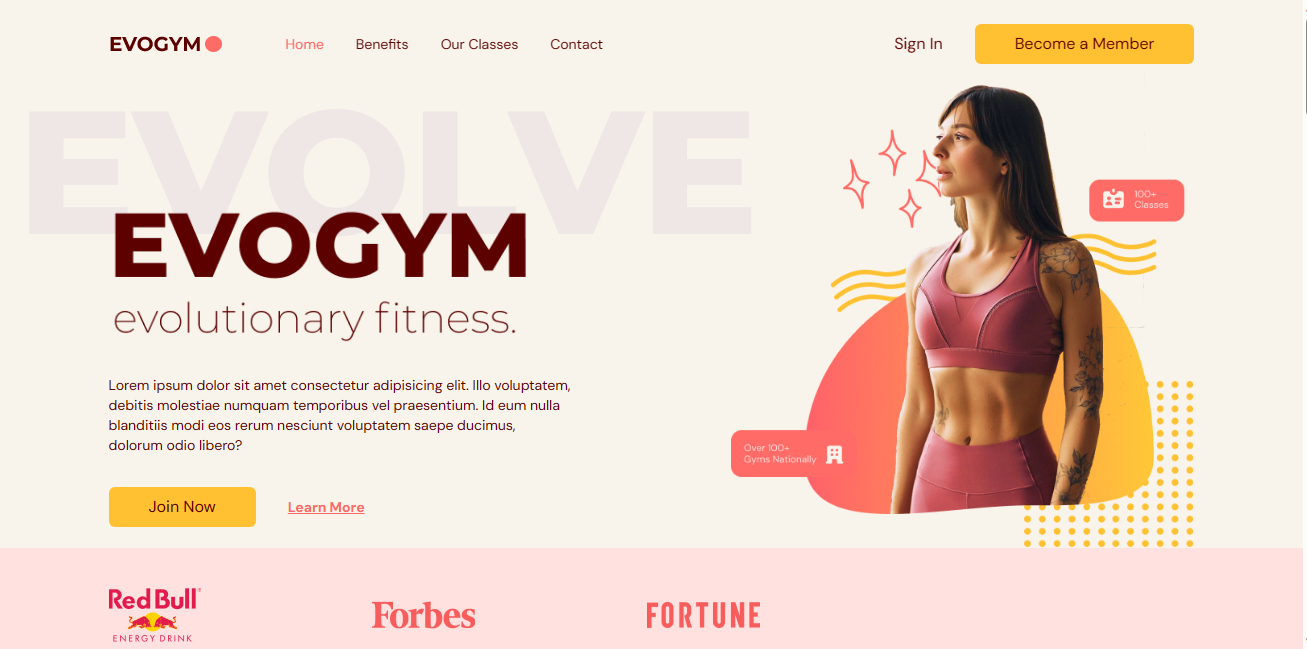 EVOGYM
Home
Benefits
Our Classes
Contact
Sign In
Become a Member
EVOLVE
EVOGYM
evolutionary fitness.
100+
Classes
Lorem ipsum dolor sit amet consectetur adipisicing elit. Illo voluptatem,
debitis molestiae numquam temporibus vel praesentium. Id eum nulla
blanditiis modi eos rerum nesciunt voluptatem saepe ducimus,
dolorum odio libero?
Over 100+
Gyms Nationally
Join Now
Learn More
Red Bull
ENERGY DRINK
Forbes
FORTUNE